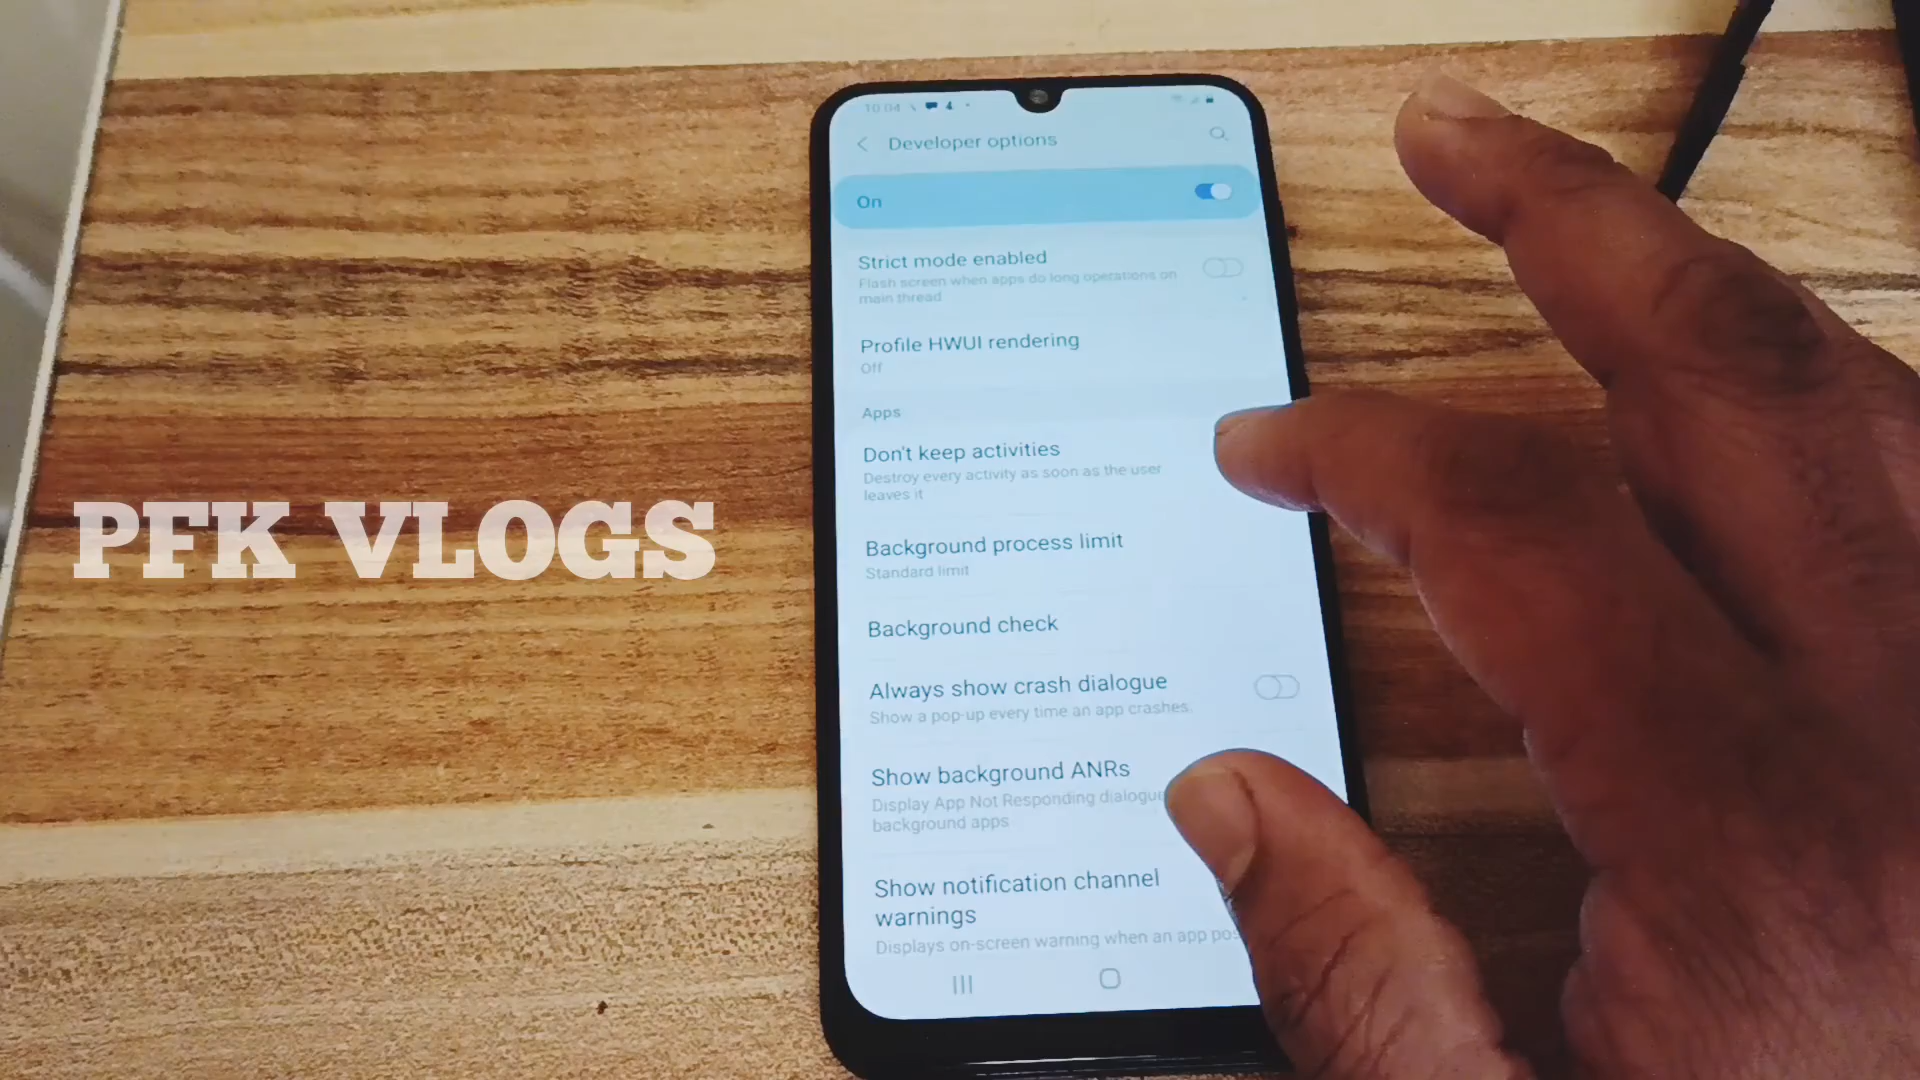 10:04
Developer options
On
Strict mode enabled
Flash screen when apps do long operations on
main thread
Profile HWUI rendering
Off
Apps
Don't keep activities
Destroy every activity as soon as the user
leaves it
PFK VLOGS
Background process limit
Standard limit
Background check
Always show crash dialogue
Show a pop-up every time an app crashes.
Show background ANRs
Display App Not Responding dialogue
background apps
Show notification channel
warnings
Displays on-screen warning when an app